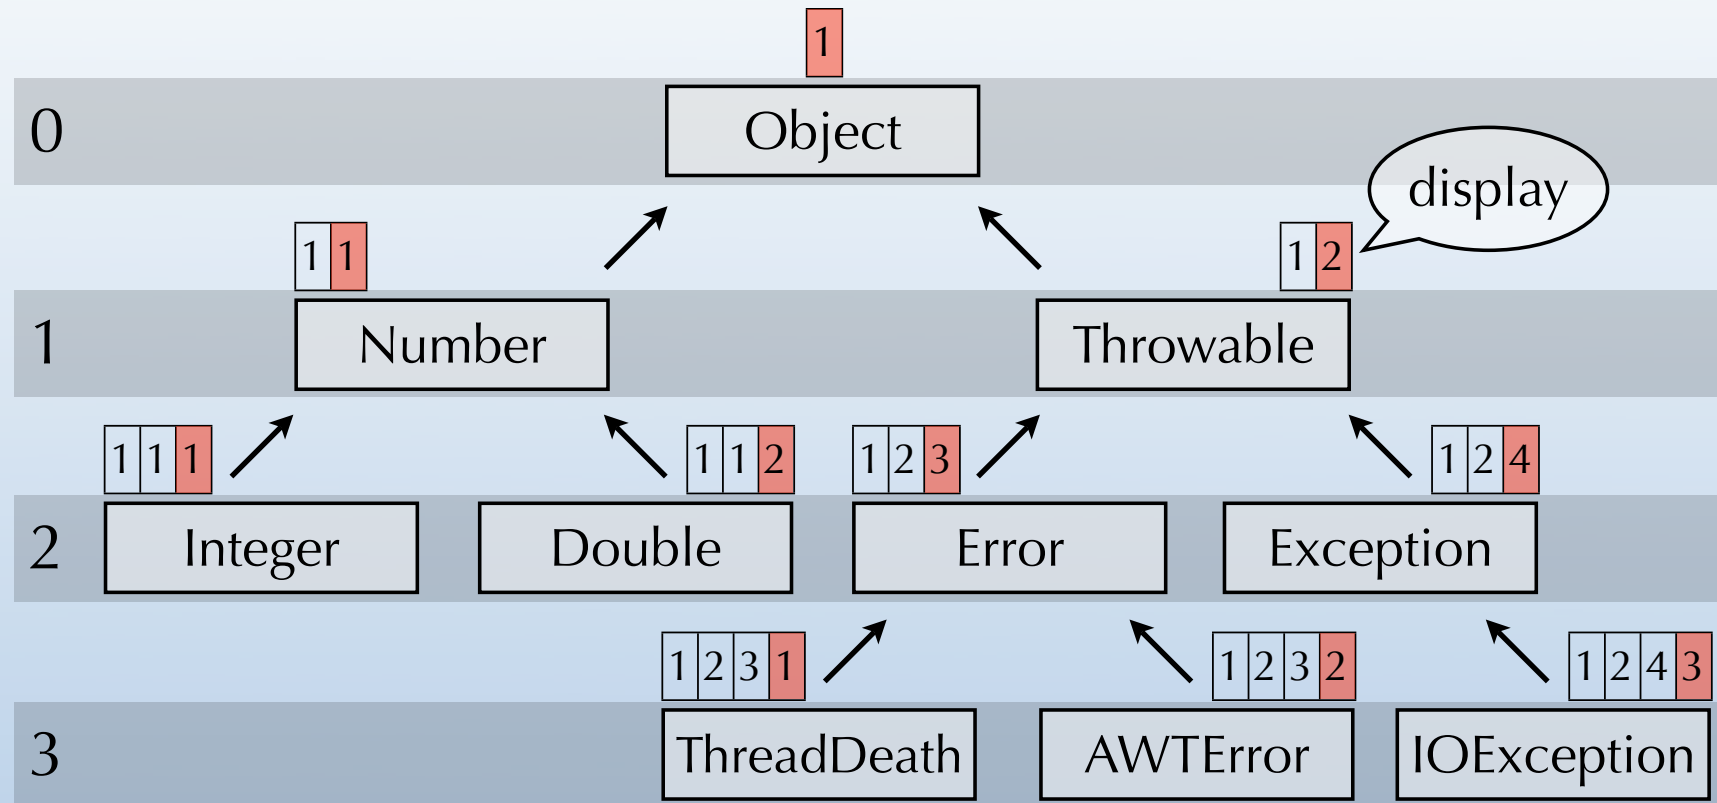 1
0
Object
display
1 1
1 2
1
Number
Throwable
1 1 1
1 1 2
1 2 3
1 2 4
2
Integer
Double
Error
Exception
1 2 3 1
1 2 3 2
1 2 4 3
3
ThreadDeath
AWTError
IOException